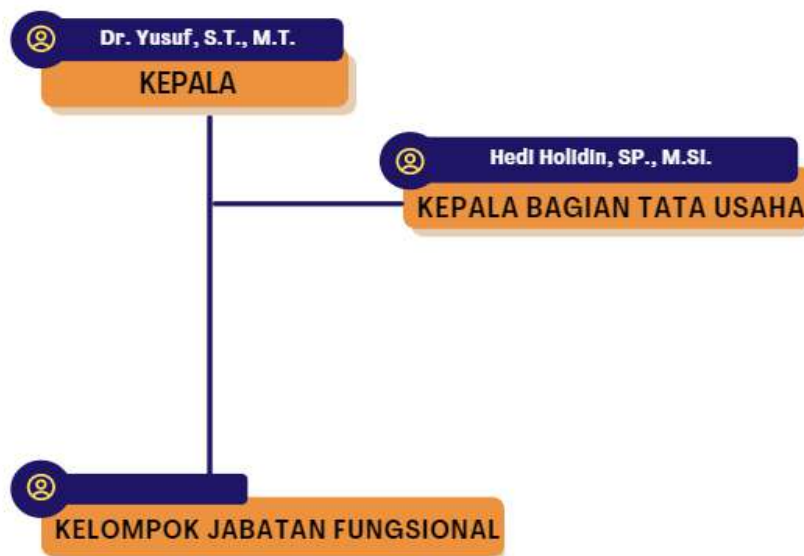 Dr. Yusuf, S.T., M.T.
KEPALA
Hedi Holidin, SP., M.Si.
KEPALA BAGIAN TATA USAHA
KELOMPOK JABATAN FUNGSIONAL